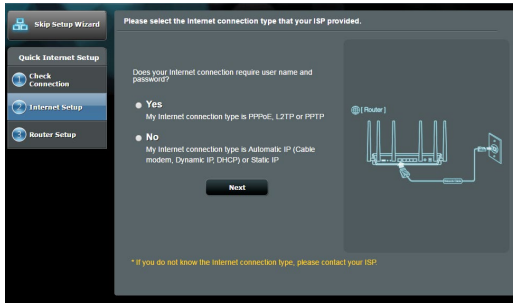 Skip Setup Wizard
Please select the Internet connection type that your ISP provided.
Quick Internet Setup
1 Check
Connection
2 Internet Setup
3 Router Setup
Does your Internet connection require user name and
password?
Yes
My Internet connection type is PPPoE, L2TP or PPTP
No
My Internet connection type is Automatic IP (Cable
modem, Dynamic IP, DHCP) or Static IP
Next
[ Router ]
* If you do not know the Internet connection type, please contact your ISP.